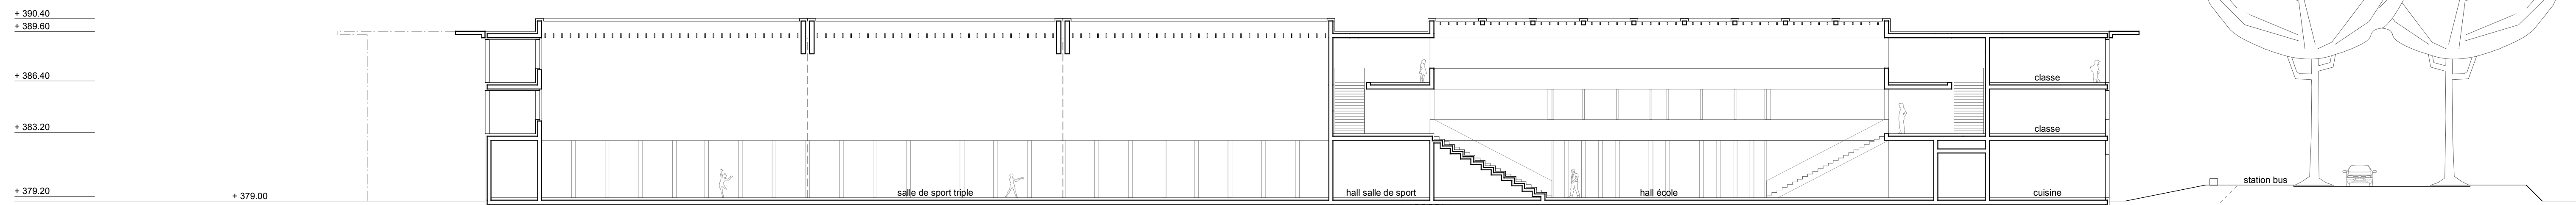 + 390.40
+ 389.60
+ 386.40
classe
+ 383.20
classe
+ 379.20
+ 379.00
salle de sport triple
hall salle de sport
hall école
cuisine
station bus